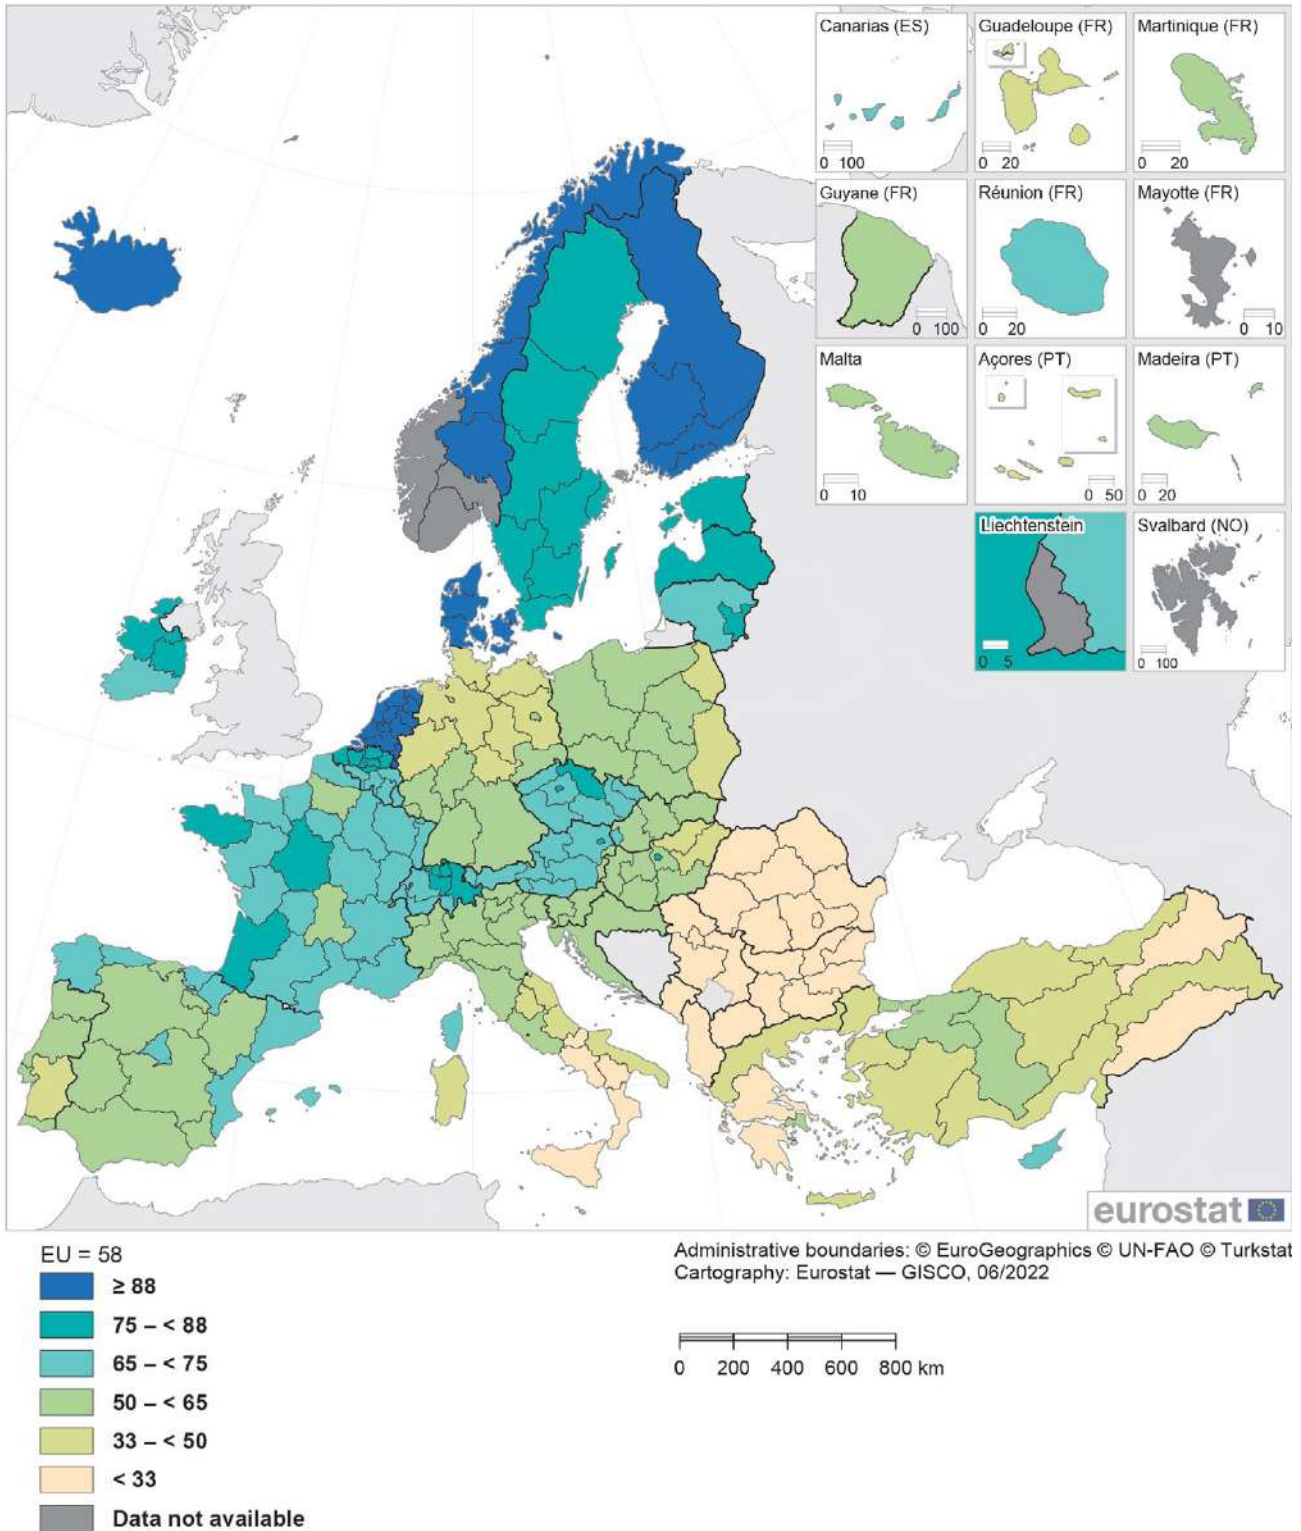 Canarias (ES)
0 100
Guadeloupe (FR)
0 20
Martinique (FR)
0 20
Guyane (FR)
0 100
Réunion (FR)
0 20
Mayotte (FR)
0 10
Malta
0 10
Açores (PT)
0 50
Madeira (PT)
0 20
Liechtenstein
0 5
Svalbard (NO)
0 100
eurostat
EU = 58
≥ 88
75 – < 88
65 – < 75
50 – < 65
33 – < 50
< 33
Data not available
Administrative boundaries: © EuroGeographics © UN-FAO © Turkstat
Cartography: Eurostat — GISCO, 06/2022
0 200 400 600 800 km